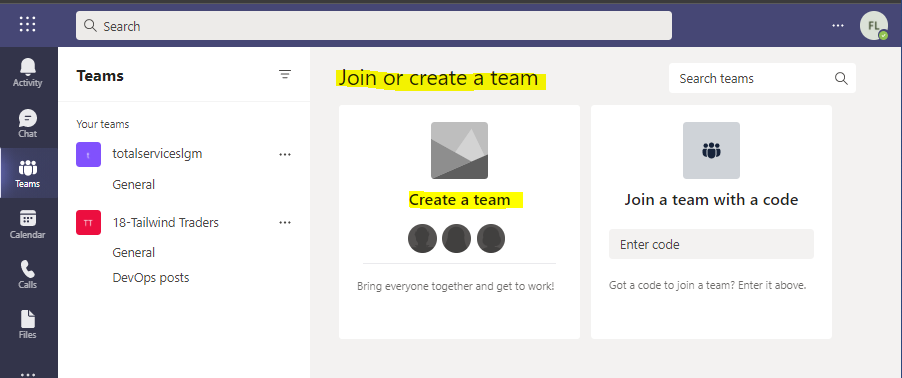 Search
FL
Activity
Chat
Teams
Calendar
Calls
Files
Teams
Your teams
t
totalserviceslgm
General
TT
18-Tailwind Traders
General
DevOps posts
Join or create a team
Search teams
Create a team
Bring everyone together and get to work!
Join a team with a code
Enter code
Got a code to join a team? Enter it above.